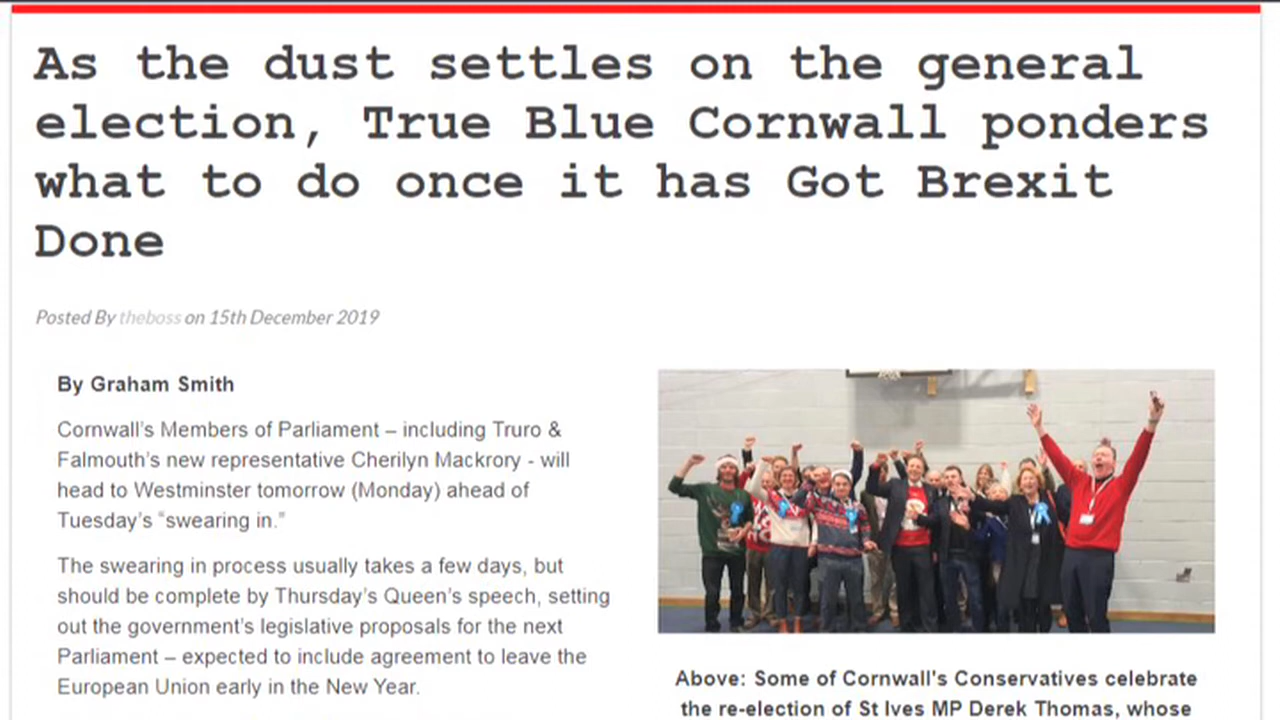 As the dust settles on the general
election, True Blue Cornwall ponders
what to do once it has Got Brexit
Done
Posted By theboss on 15th December 2019
By Graham Smith
Cornwall's Members of Parliament – including Truro &
Falmouth's new representative Cherilyn Mackrory - will
head to Westminster tomorrow (Monday) ahead of
Tuesday's “swearing in.”
The swearing in process usually takes a few days, but
should be complete by Thursday's Queen's speech, setting
out the government's legislative proposals for the next
Parliament – expected to include agreement to leave the
European Union early in the New Year.
Above: Some of Cornwall's Conservatives celebrate
the re-election of St Ives MP Derek Thomas, whose